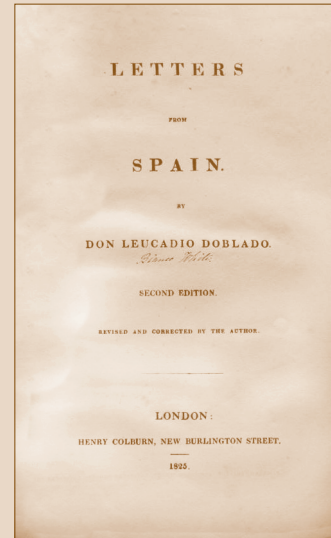 LETTERS
FROM
SPAIN.
BY
DON LEUCADIO DOBLADO.
Blanco White
SECOND EDITION.
REVISED AND CORRECTED BY THE AUTHOR.
LONDON:
HENRY COLBURN, NEW BURLINGTON STREET.
1825.